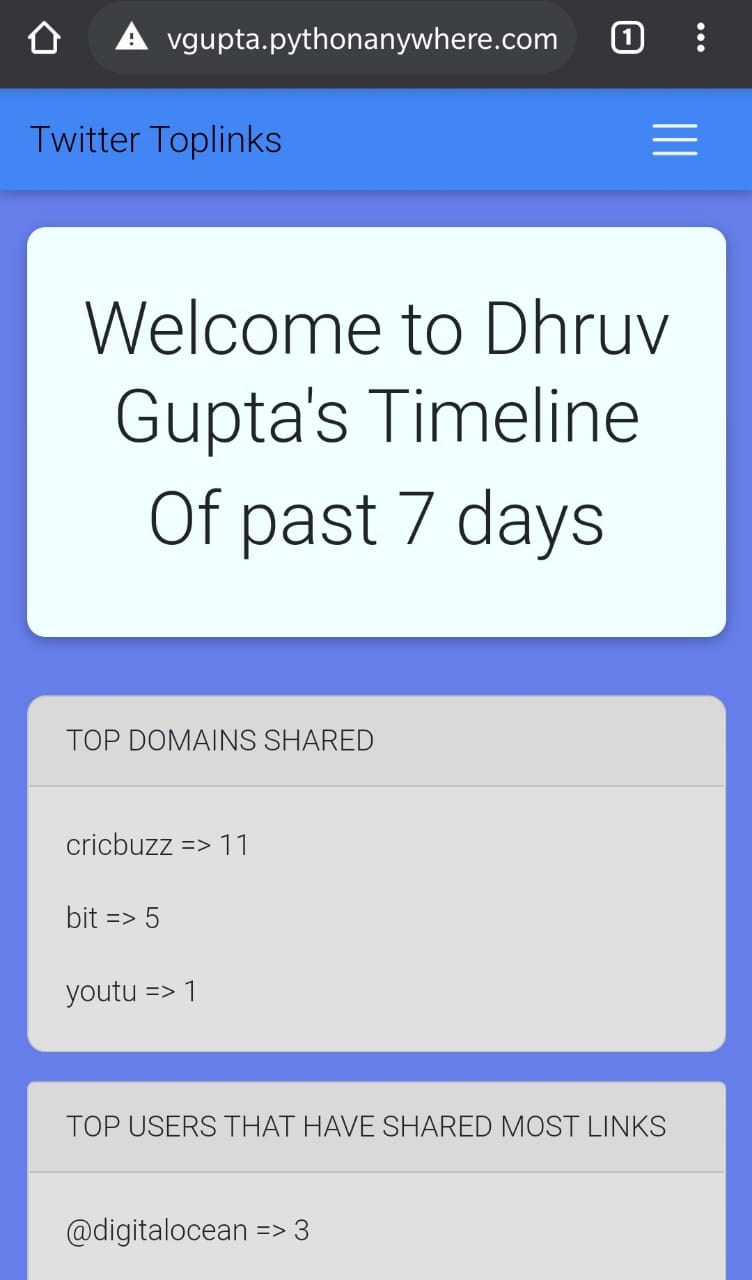 vgupta.pythonanywhere.com
1
Twitter Toplinks
Welcome to Dhruv
Gupta's Timeline
Of past 7 days
TOP DOMAINS SHARED
cricbuzz => 11
bit => 5
youtu => 1
TOP USERS THAT HAVE SHARED MOST LINKS
@digitalocean => 3